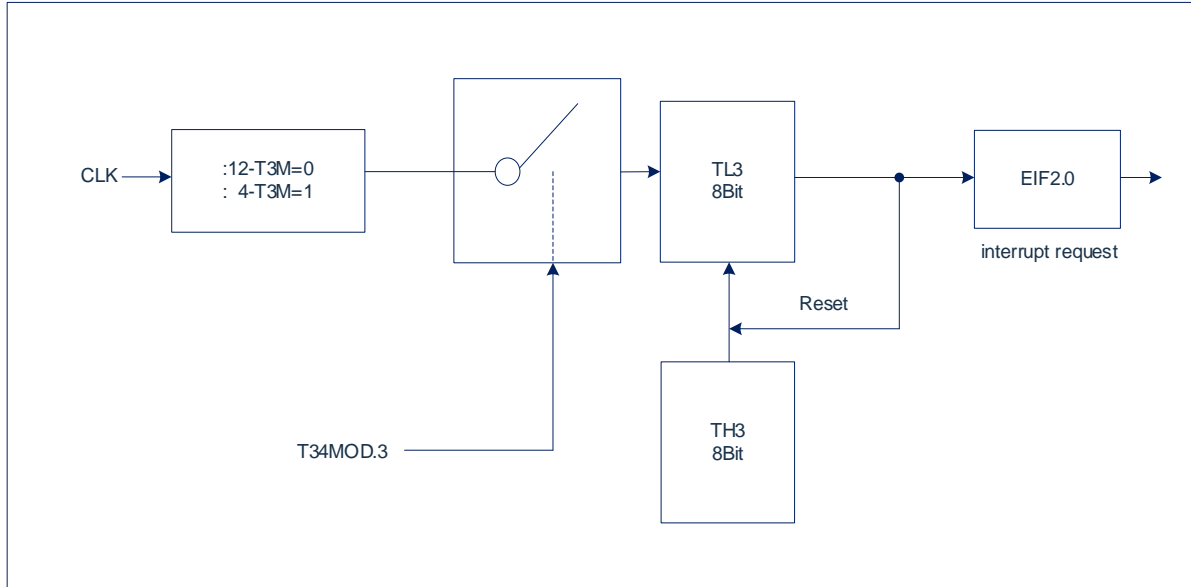 CLK
:12-T3M=0
: 4-T3M=1
TL3
8Bit
EIF2.0
interrupt request
Reset
TH3
8Bit
T34MOD.3